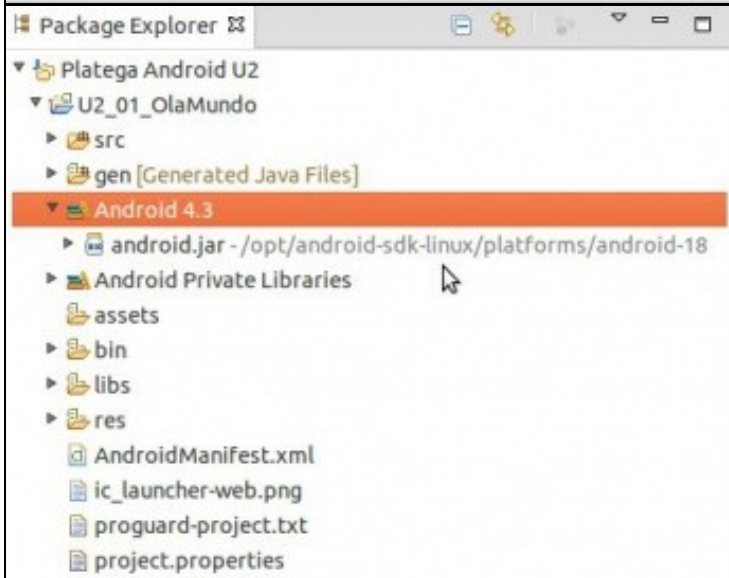 Package Explorer
Platega Android U2
U2_01_OlaMundo
src
gen [Generated Java Files]
Android 4.3
android.jar - /opt/android-sdk-linux/platforms/android-18
Android Private Libraries
assets
bin
libs
res
AndroidManifest.xml
ic_launcher-web.png
proguard-project.txt
project.properties